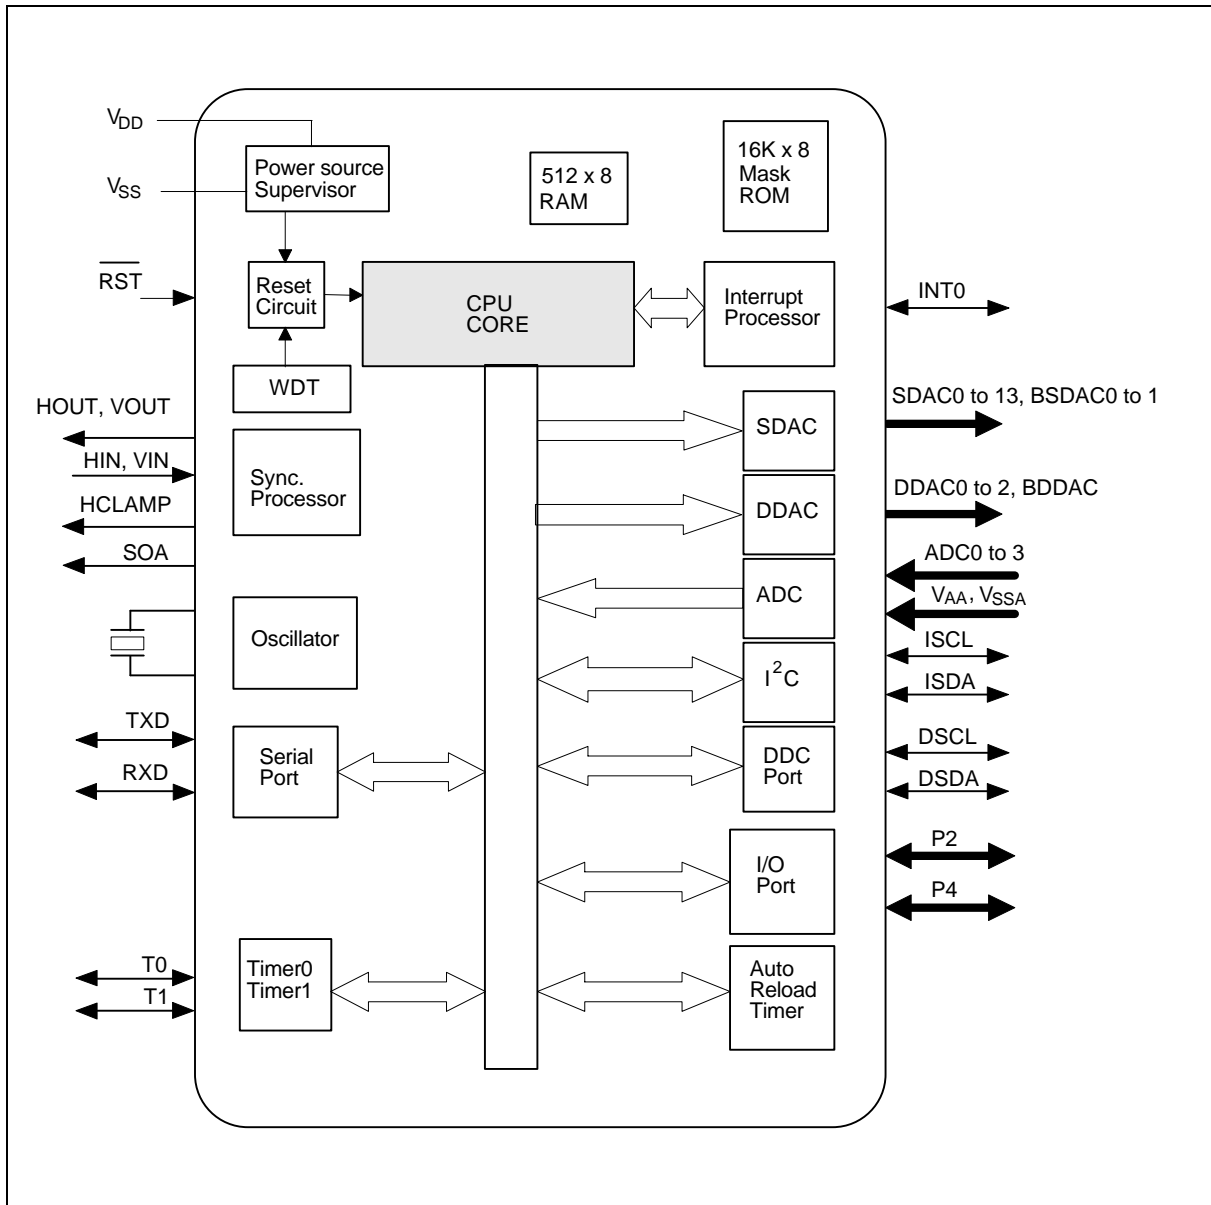 VDD
VSS
Power source
Supervisor
512 x 8
RAM
16K x 8
Mask
ROM
RST
Reset
Circuit
CPU
CORE
Interrupt
Processor
INT0
WDT
HOUT, VOUT
HIN, VIN
HCLAMP
SOA
Sync.
Processor
SDAC
SDAC0 to 13, BSDAC0 to 1
DDAC
DDAC0 to 2, BDDAC
ADC
ADC0 to 3
VAA, VSSA
Oscillator
I2C
ISCL
ISDA
TXD
RXD
Serial
Port
DDC
Port
DSCL
DSDA
I/O
Port
P2
P4
T0
T1
Timer0
Timer1
Auto
Reload
Timer